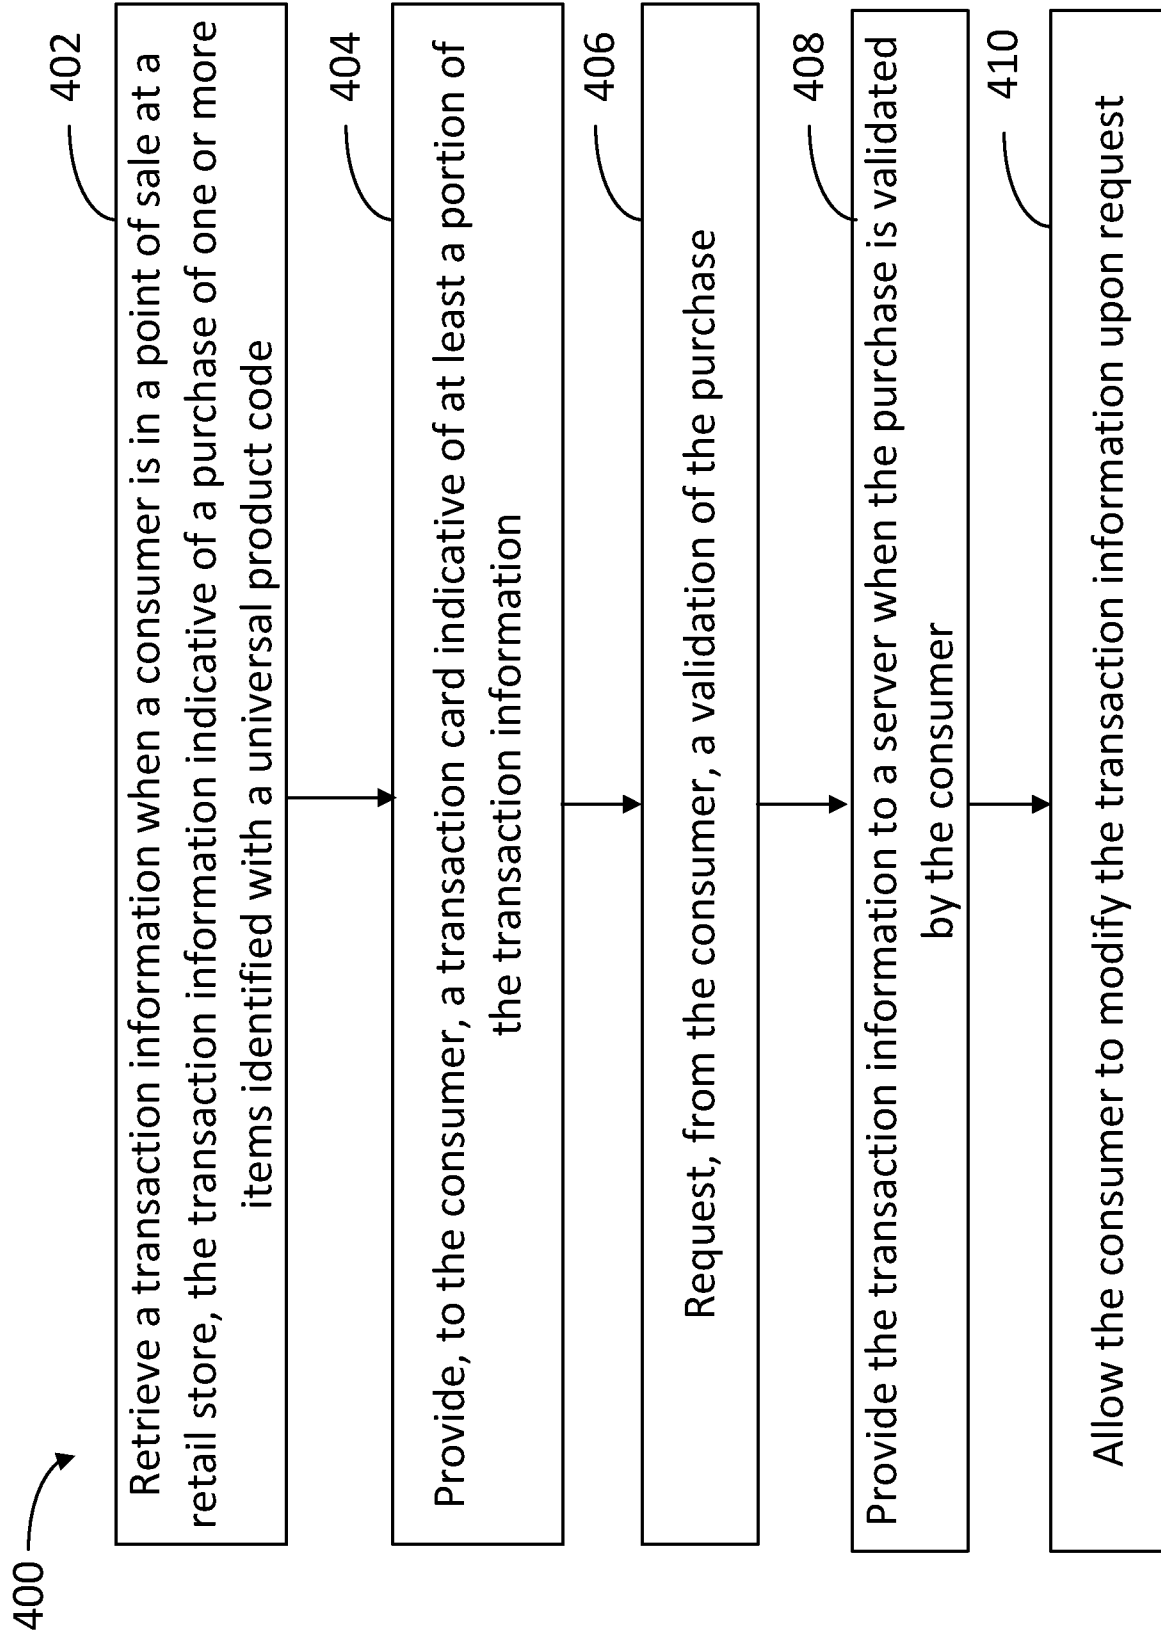 400
402
Retrieve a transaction information when a consumer is in a point of sale at a
retail store, the transaction information indicative of a purchase of one or more
items identified with a universal product code
404
Provide, to the consumer, a transaction card indicative of at least a portion of
the transaction information
406
Request, from the consumer, a validation of the purchase
408
Provide the transaction information to a server when the purchase is validated
by the consumer
410
Allow the consumer to modify the transaction information upon request